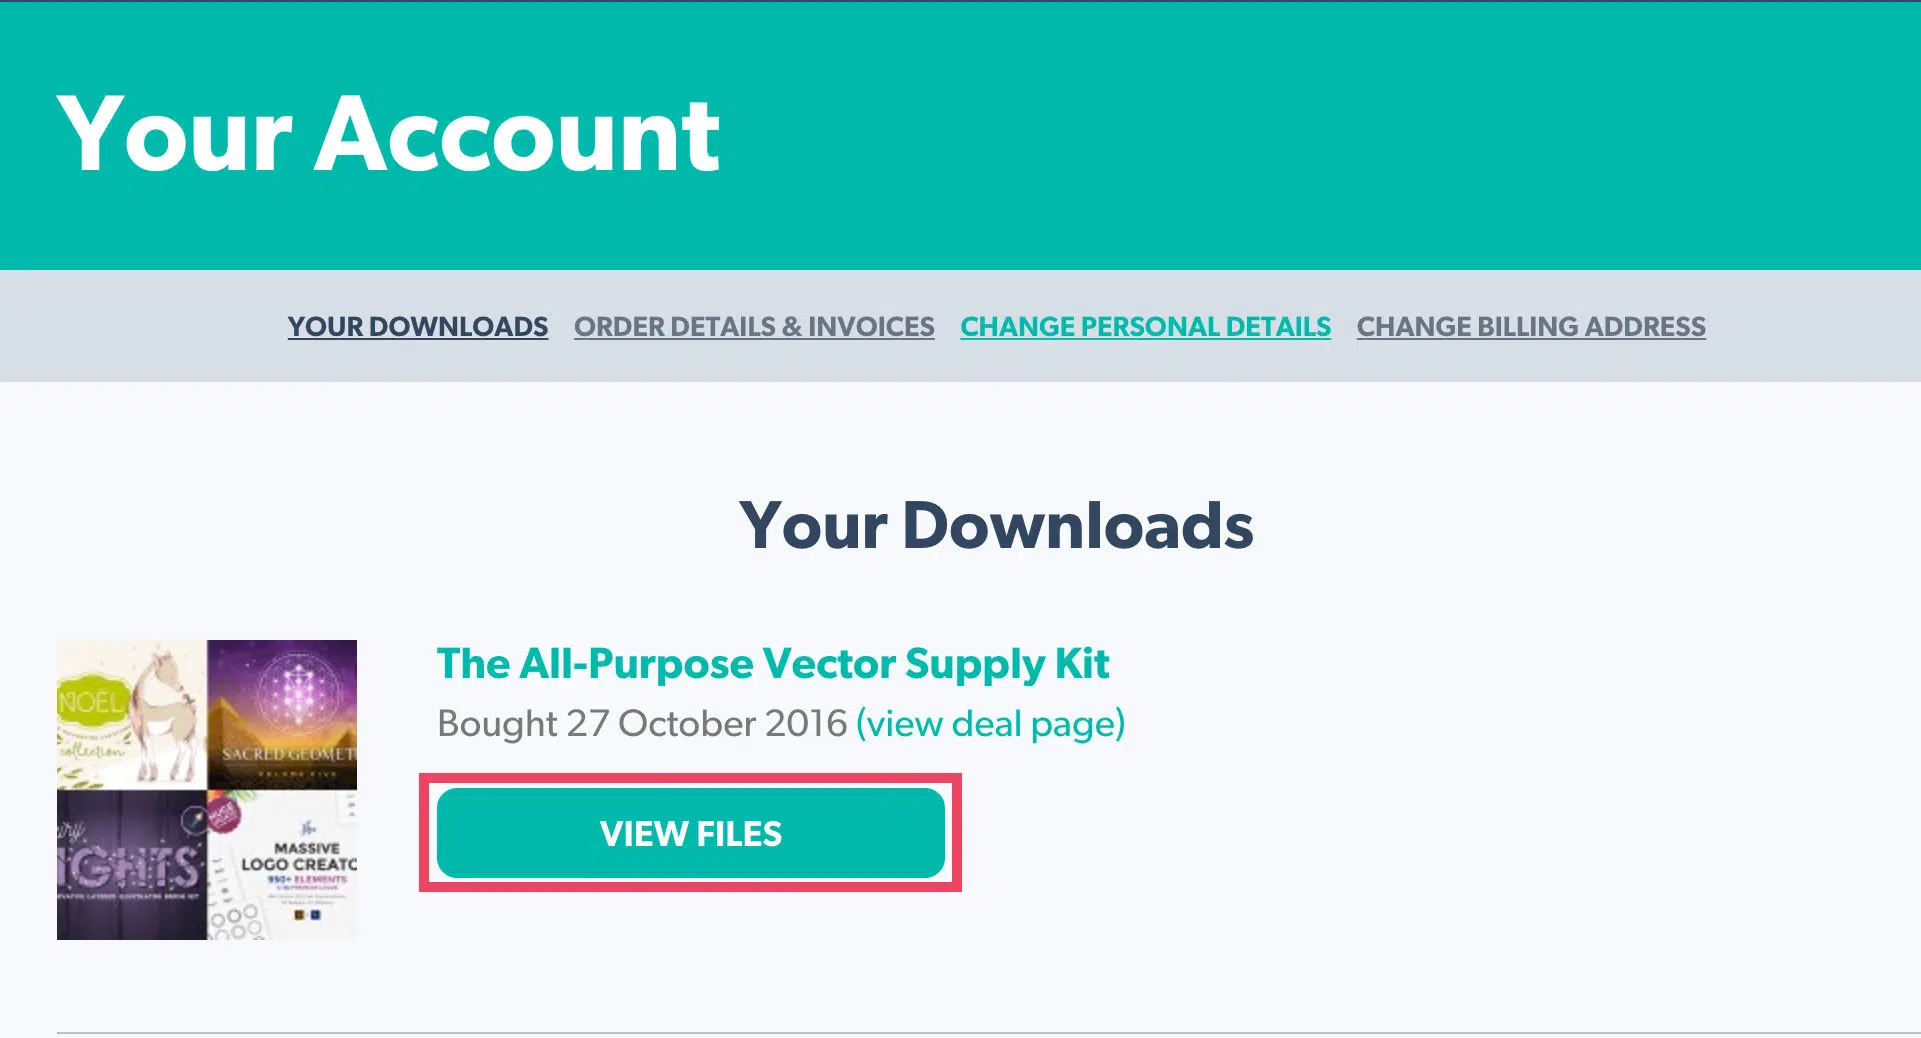 Your Account
YOUR DOWNLOADS ORDER DETAILS & INVOICES CHANGE PERSONAL DETAILS CHANGE BILLING ADDRESS
Your Downloads
The All-Purpose Vector Supply Kit
Bought 27 October 2016 (view deal page)
VIEW FILES
NOËL
collection
SACRED GEOMET
IGHTS
HUGE
MASSIVE
LOGO CREATO
950+ ELEMENTS